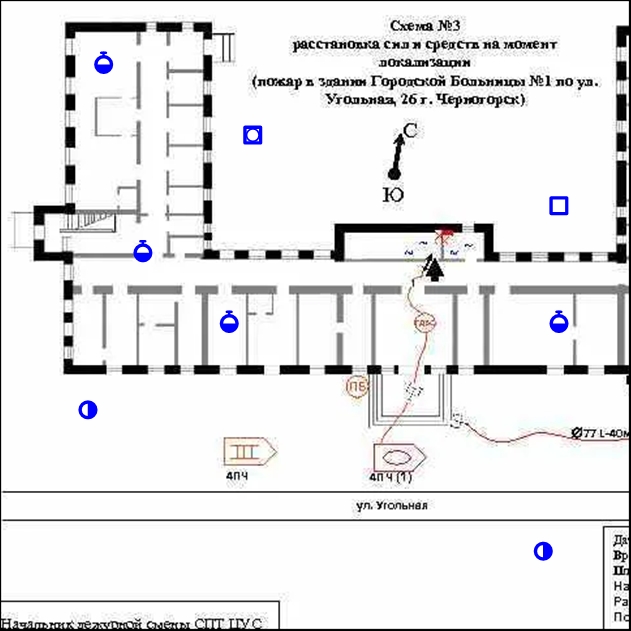 Схема №3
расстановка сил и средств на момент
локализации
(пожар в здании Городской Больницы №1 по ул.
Угольная, 26 г. Черногорск)
С
Ю
ГДЗС
ПБ
Ø77 L-40м
4ПЧ
4ПЧ (1)
ул. Угольная
Да
Вр
Пл
На
Ра
По
Начальник дежурной смены СПТ ЦУС